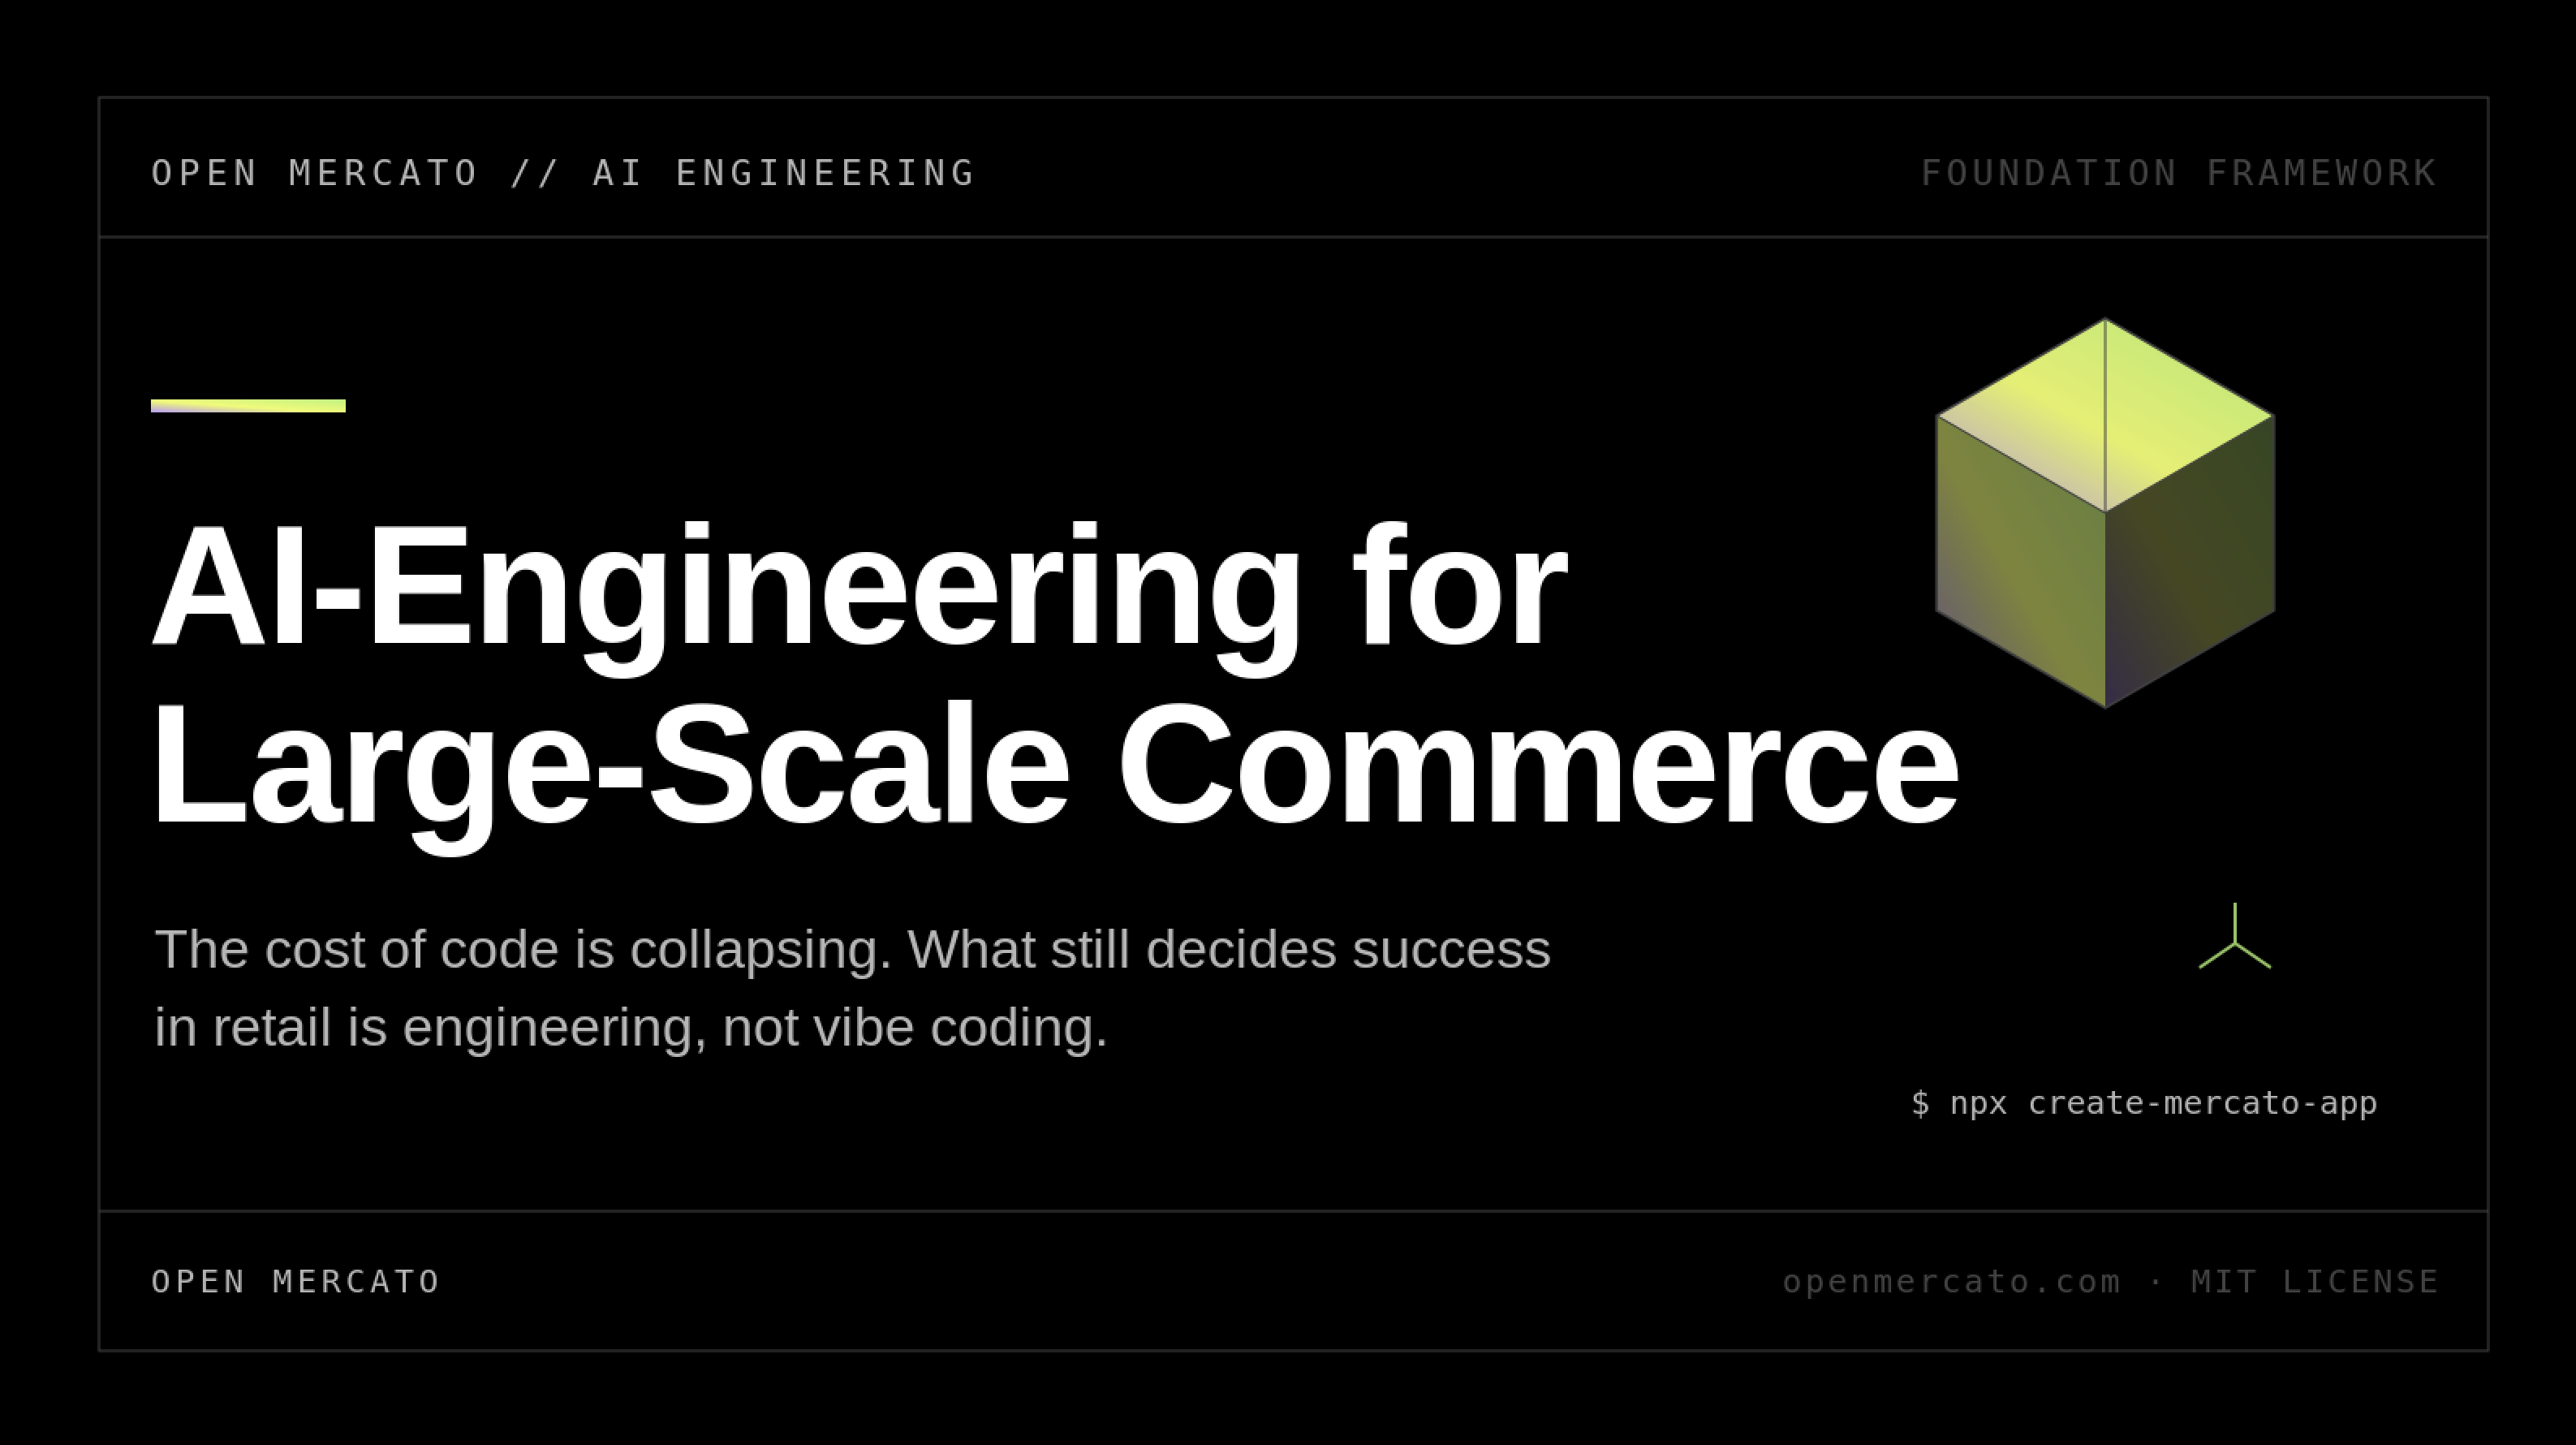 OPEN MERCATO // AI ENGINEERING
FOUNDATION FRAMEWORK
AI-Engineering for
Large-Scale Commerce
The cost of code is collapsing. What still decides success
in retail is engineering, not vibe coding.
$ npx create-mercato-app
OPEN MERCATO
openmercato.com · MIT LICENSE